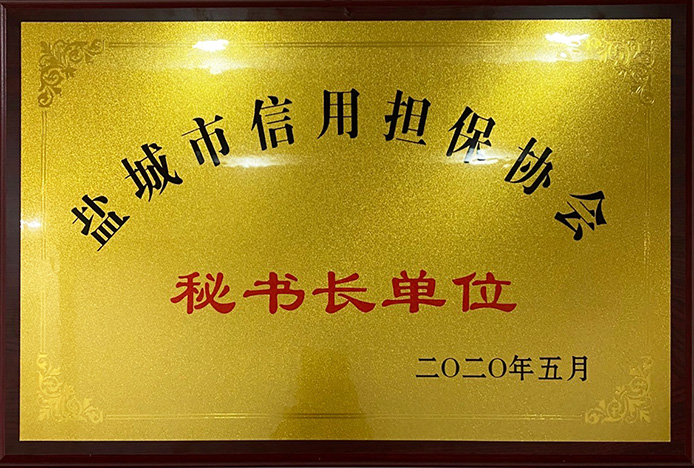 盐城市信用担保协会
秘书长单位
二〇二〇年五月